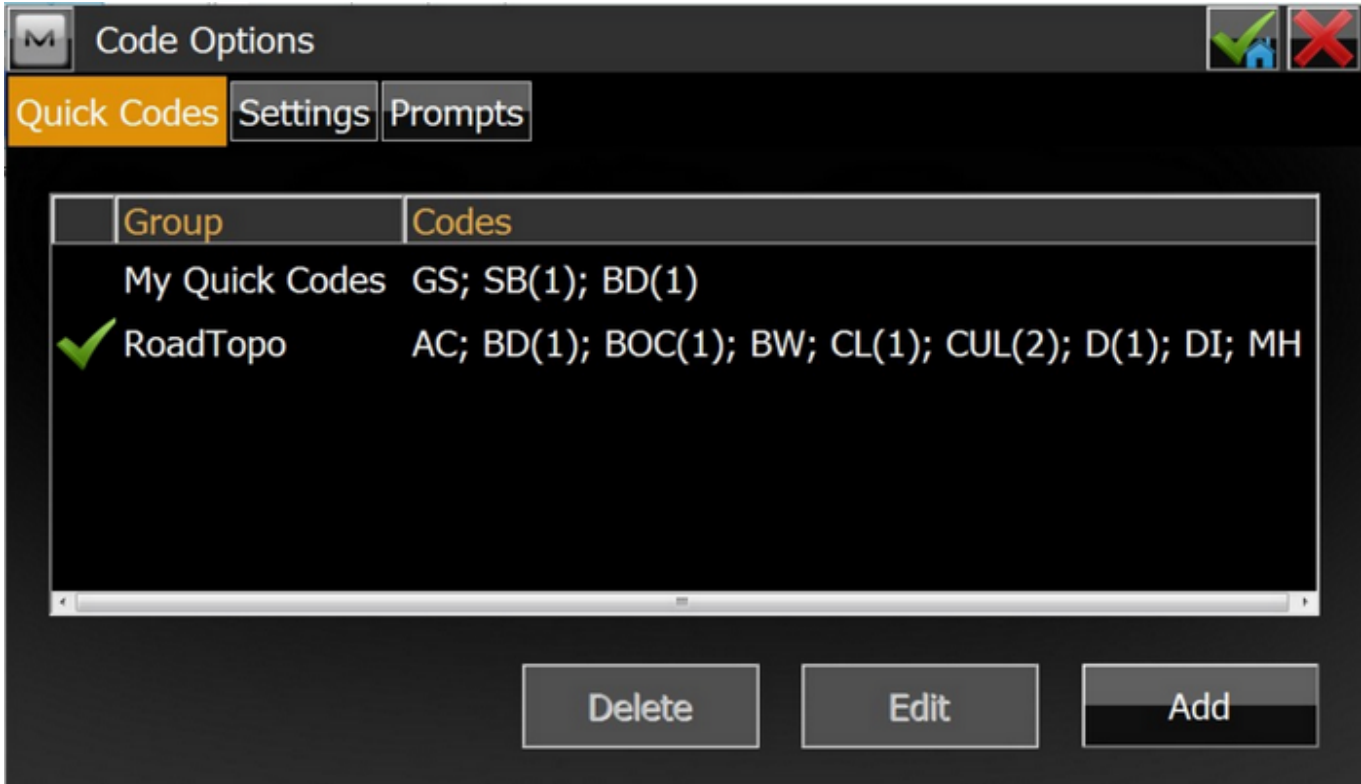 Code Options
Quick Codes Settings Prompts
Group Codes
My Quick Codes GS; SB(1); BD(1)
RoadTopo AC; BD(1); BOC(1); BW; CL(1); CUL(2); D(1); DI; MH
Delete Edit Add